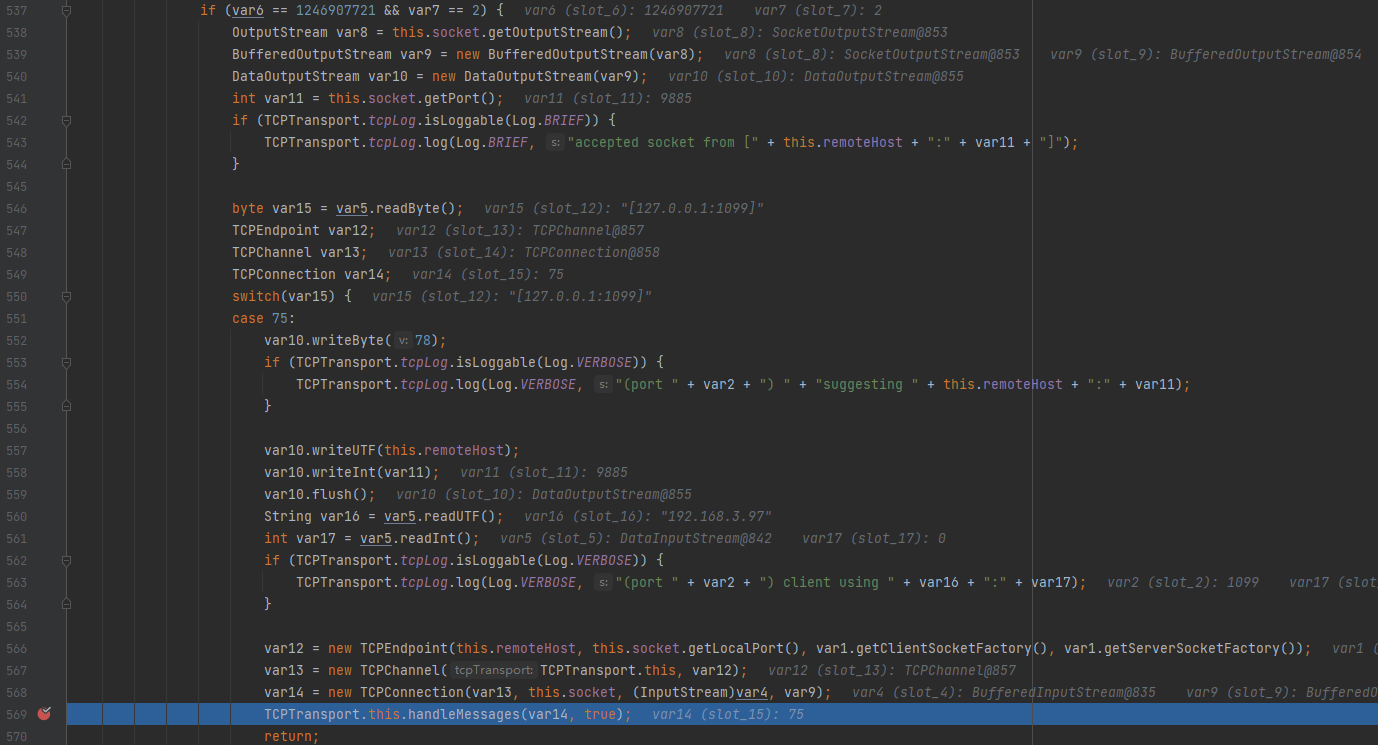 537 if (var6 == 1246907721 && var7 == 2) { var6 (slot_6): 1246907721 var7 (slot_7): 2
538 OutputStream var8 = this.socket.getOutputStream(); var8 (slot_8): SocketOutputStream@853
539 BufferedOutputStream var9 = new BufferedOutputStream(var8); var8 (slot_8): SocketOutputStream@853 var9 (slot_9): BufferedOutputStream@854
540 DataOutputStream var10 = new DataOutputStream(var9); var10 (slot_10): DataOutputStream@855
541 int var11 = this.socket.getPort(); var11 (slot_11): 9885
542 if (TCPTransport.tcpLog.isLoggable(Log.BRIEF)) {
543 TCPTransport.tcpLog.log(Log.BRIEF, s: "accepted socket from [" + this.remoteHost + ":" + var11 + "]");
544 }
545
546 byte var15 = var5.readByte(); var15 (slot_12): "[127.0.0.1:1099]"
547 TCPEndpoint var12; var12 (slot_13): TCPChannel@857
548 TCPChannel var13; var13 (slot_14): TCPConnection@858
549 TCPConnection var14; var14 (slot_15): 75
550 switch(var15) { var15 (slot_12): "[127.0.0.1:1099]"
551 case 75:
552 var10.writeByte( v: 78);
553 if (TCPTransport.tcpLog.isLoggable(Log.VERBOSE)) {
554 TCPTransport.tcpLog.log(Log.VERBOSE, s: "(port " + var2 + ") " + "suggesting " + this.remoteHost + ":" + var11);
555 }
556
557 var10.writeUTF(this.remoteHost);
558 var10.writeInt(var11); var11 (slot_11): 9885
559 var10.flush(); var10 (slot_10): DataOutputStream@855
560 String var16 = var5.readUTF(); var16 (slot_16): "192.168.3.97"
561 int var17 = var5.readInt(); var5 (slot_5): DataInputStream@842 var17 (slot_17): 0
562 if (TCPTransport.tcpLog.isLoggable(Log.VERBOSE)) {
563 TCPTransport.tcpLog.log(Log.VERBOSE, s: "(port " + var2 + ") client using " + var16 + ":" + var17); var2 (slot_2): 1099 var17 (slot
564 }
565
566 var12 = new TCPEndpoint(this.remoteHost, this.socket.getLocalPort(), var1.getClientSocketFactory(), var1.getServerSocketFactory()); var1 (
567 var13 = new TCPChannel( tcpTransport: TCPTransport.this, var12); var12 (slot_13): TCPChannel@857
568 var14 = new TCPConnection(var13, this.socket, (InputStream)var4, var9); var4 (slot_4): BufferedInputStream@835 var9 (slot_9): BufferedO
569 TCPTransport.this.handleMessages(var14, true); var14 (slot_15): 75
570 return;